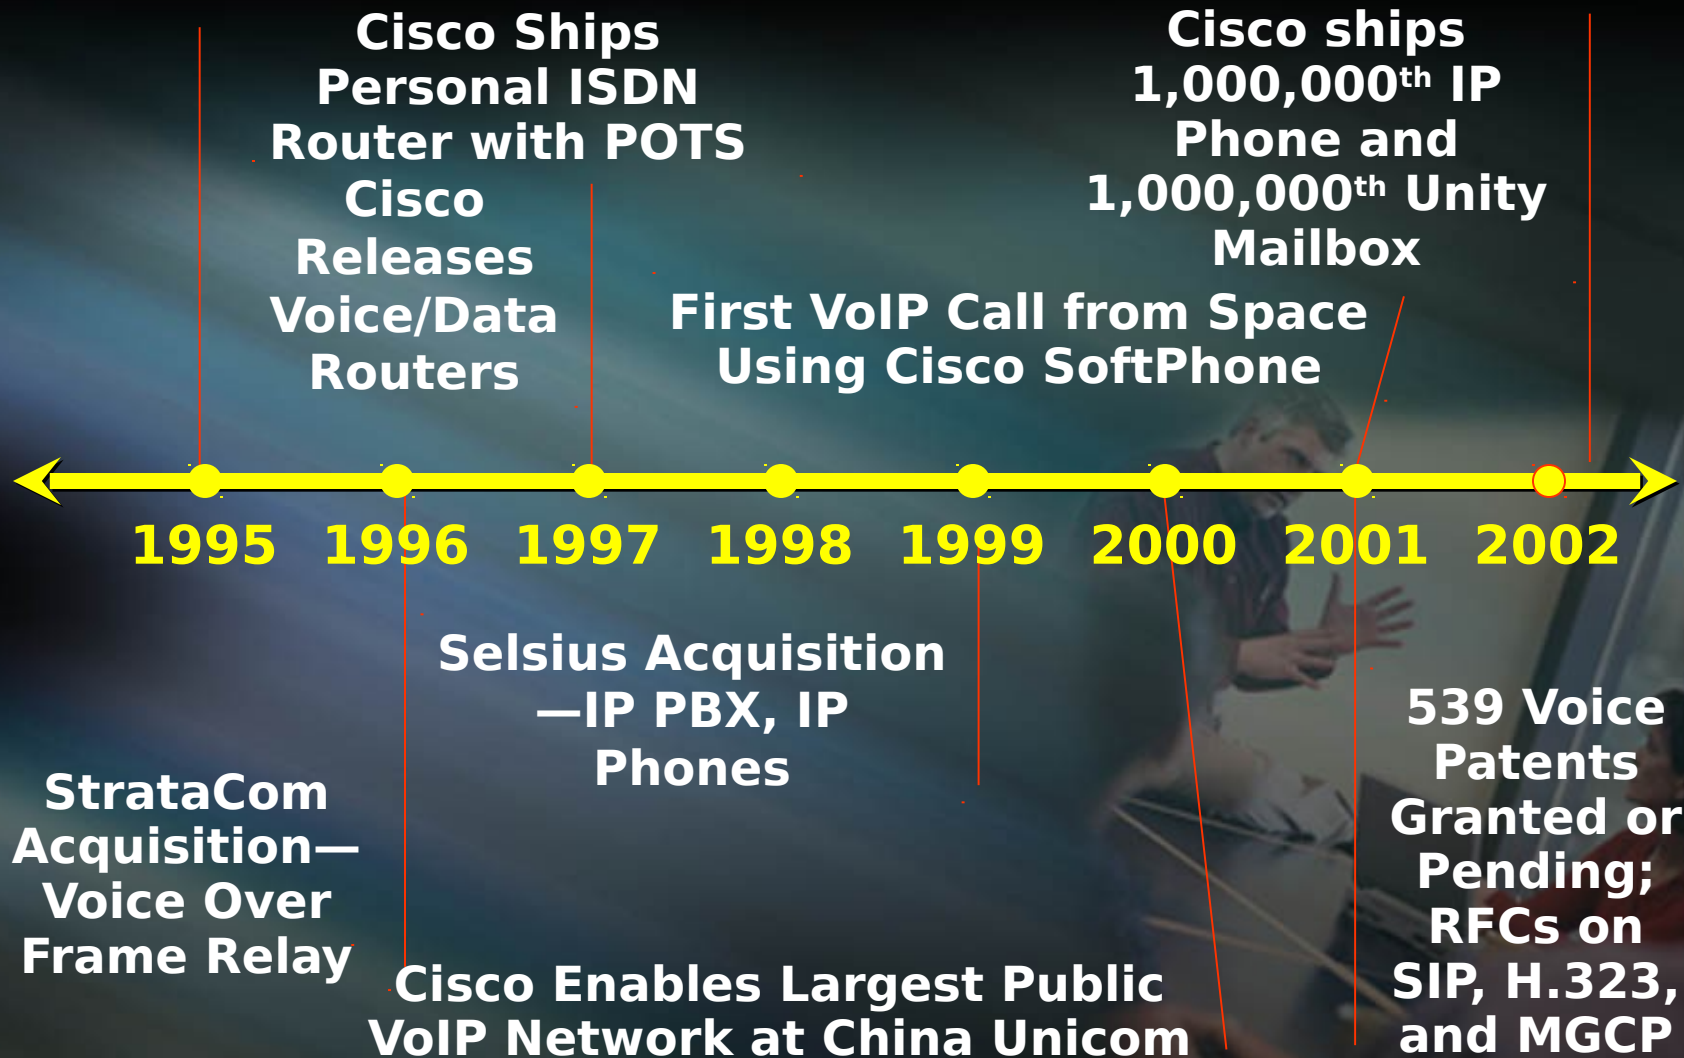 Cisco Ships
Personal ISDN
Router with POTS
Cisco
Releases
Voice/Data
Routers
First VoIP Call from Space
Using Cisco SoftPhone
Cisco ships
1,000,000th IP
Phone and
1,000,000th Unity
Mailbox
1995 1996 1997 1998 1999 2000 2001 2002
StrataCom
Acquisition—
Voice Over
Frame Relay
Selsius Acquisition
—IP PBX, IP
Phones
Cisco Enables Largest Public
VoIP Network at China Unicom
539 Voice
Patents
Granted or
Pending;
RFCs on
SIP, H.323,
and MGCP